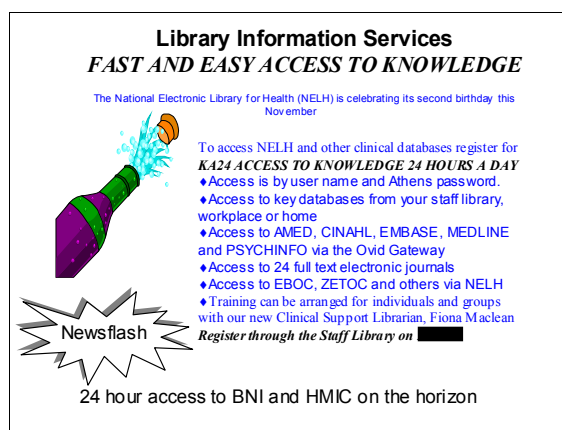 Library Information Services
FAST AND EASY ACCESS TO KNOWLEDGE
The National Electronic Library for Health (NELH) is celebrating its second birthday this
November
To access NELH and other clinical databases register for
KA24 ACCESS TO KNOWLEDGE 24 HOURS A DAY
♦Access is by user name and Athens password.
♦Access to key databases from your staff library,
workplace or home
♦Access to AMED, CINAHL, EMBASE, MEDLINE
and PSYCHINFO via the Ovid Gateway
♦Access to 24 full text electronic journals
♦Access to EBOC, ZETOC and others via NELH
♦Training can be arranged for individuals and groups
with our new Clinical Support Librarian, Fiona Maclean
Register through the Staff Library on
Newsflash
24 hour access to BNI and HMIC on the horizon